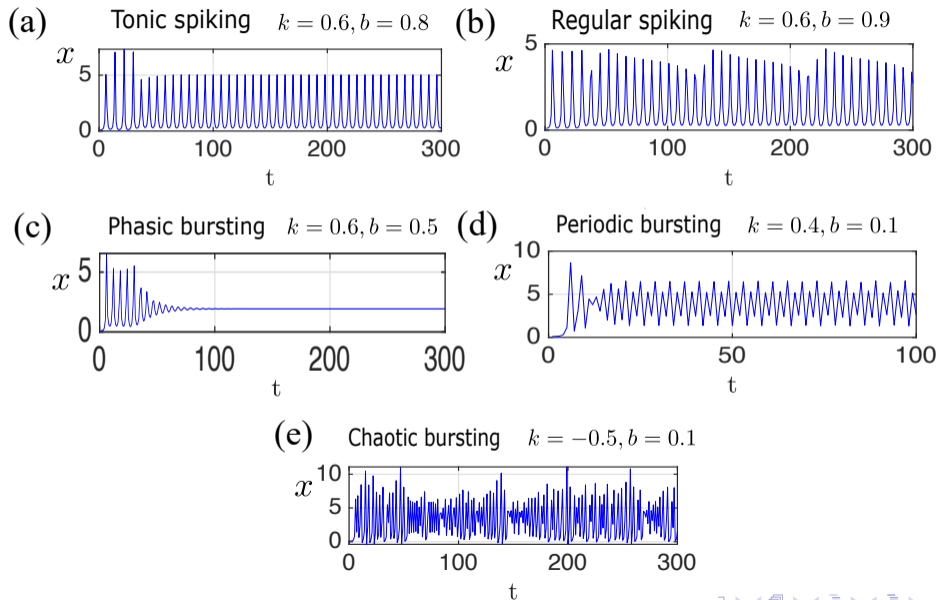 (a) Tonic spiking k = 0.6, b = 0.8
x
5
0
0 100 200 300
t
(b) Regular spiking k = 0.6, b = 0.9
x
5
0
0 100 200 300
t
(c) Phasic bursting k = 0.6, b = 0.5
x
5
0
0 100 200 300
t
(d) Periodic bursting k = 0.4, b = 0.1
x
10
5
0
0 50 100
t
(e) Chaotic bursting k = −0.5, b = 0.1
x
10
5
0
0 100 200 300
t